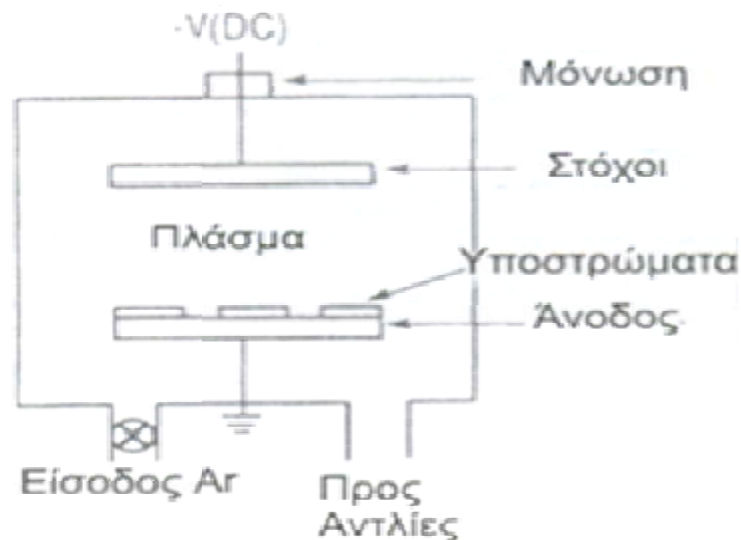 -V(DC)
Μόνωση
Στόχοι
Πλάσμα
Υποστρώματα
Άνοδος
Είσοδος Ar
Προς
Αντλίες